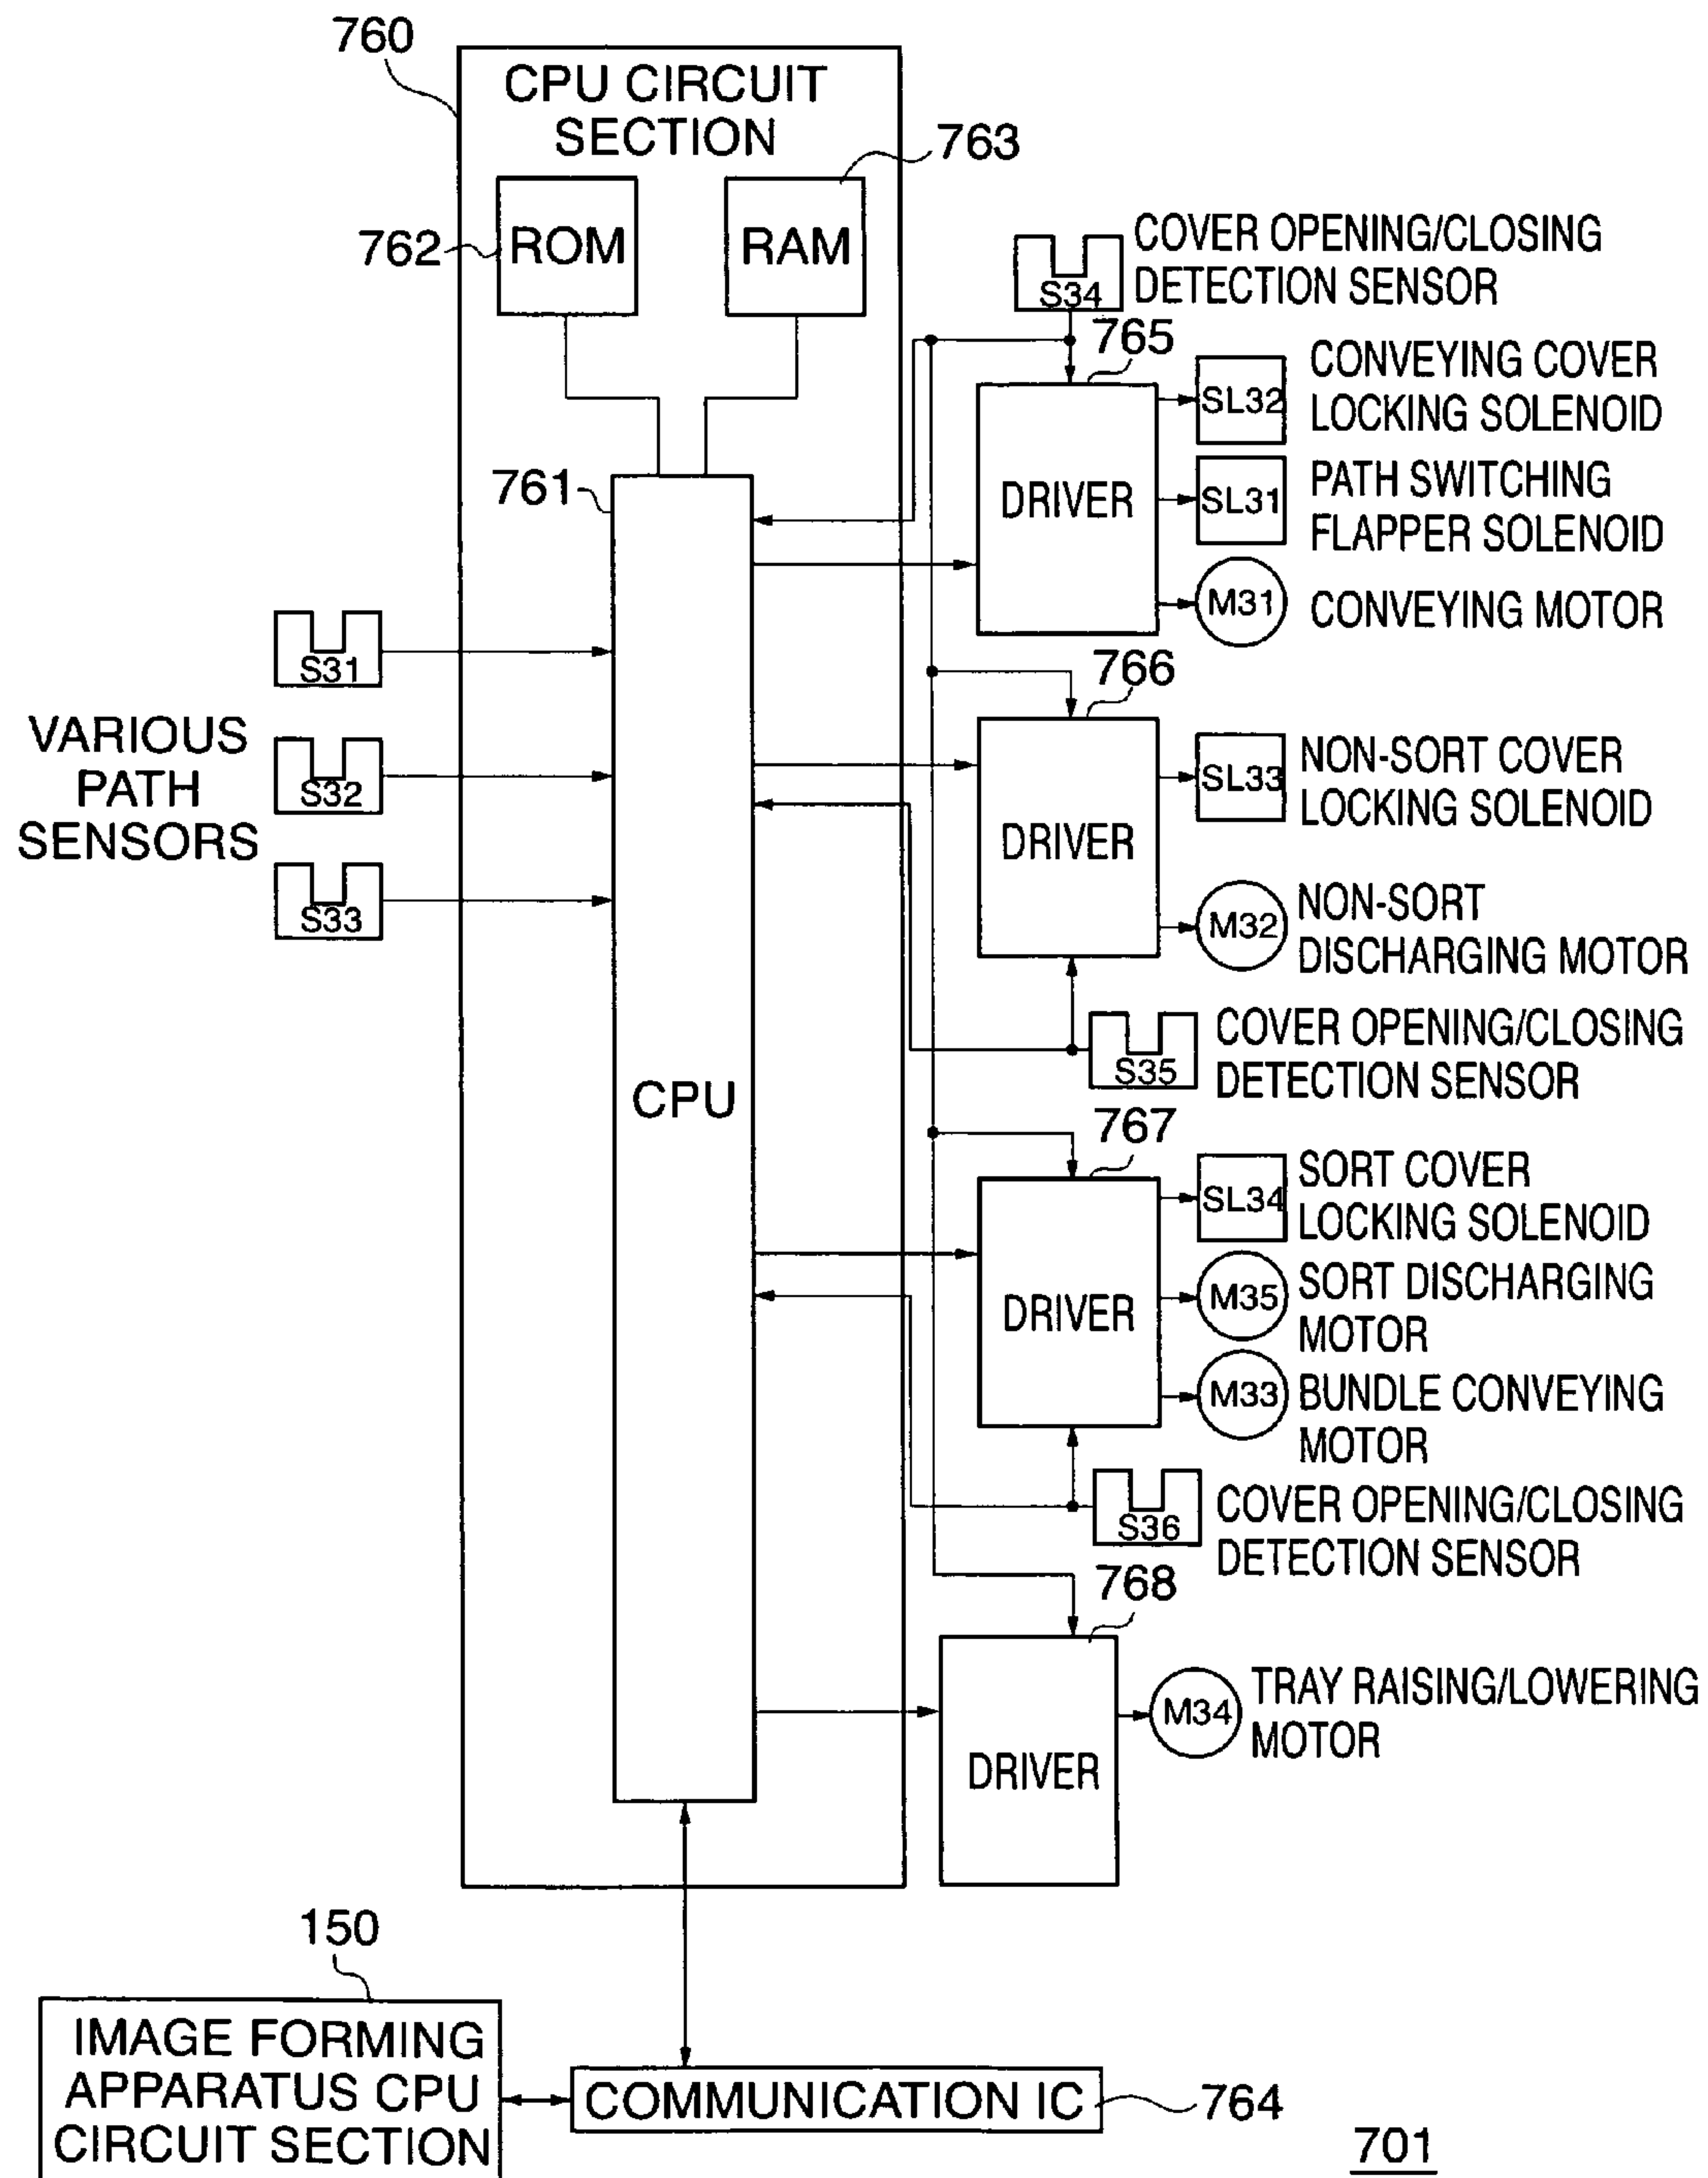 760
CPU CIRCUIT
SECTION
763
762
ROM
RAM
COVER OPENING/CLOSING
DETECTION SENSOR
S34
765
CONVEYING COVER
LOCKING SOLENOID
SL32
761
DRIVER
SL31
PATH SWITCHING
FLAPPER SOLENOID
M31
CONVEYING MOTOR
S31
766
VARIOUS
PATH
SENSORS
S32
SL33
NON-SORT COVER
LOCKING SOLENOID
DRIVER
S33
M32
NON-SORT
DISCHARGING MOTOR
COVER OPENING/CLOSING
DETECTION SENSOR
S35
CPU
767
SL34
SORT COVER
LOCKING SOLENOID
DRIVER
M35
SORT DISCHARGING
MOTOR
M33
BUNDLE CONVEYING
MOTOR
S36
COVER OPENING/CLOSING
DETECTION SENSOR
768
M34
TRAY RAISING/LOWERING
MOTOR
DRIVER
150
IMAGE FORMING
APPARATUS CPU
CIRCUIT SECTION
COMMUNICATION IC
764
701